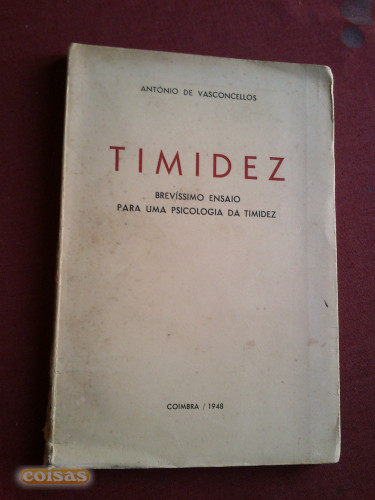 ANTÓNIO DE VASCONCELLOS
TIMIDEZ
BREVÍSSIMO ENSAIO
PARA UMA PSICOLOGIA DA TIMIDEZ
COIMBRA / 1948
coisas